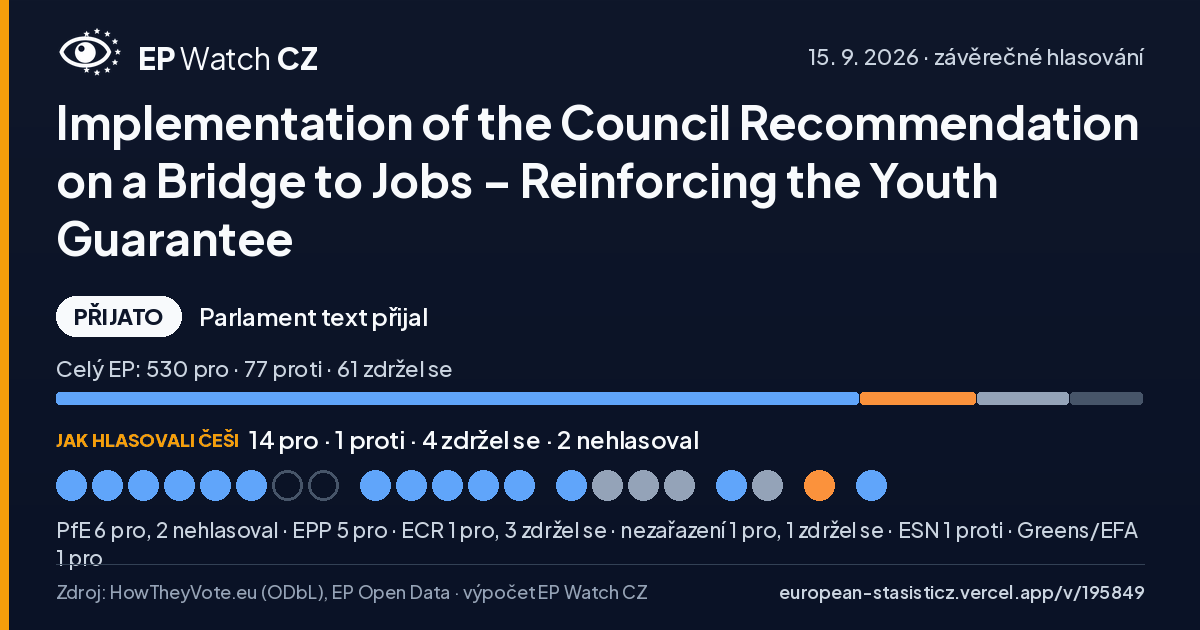 EP Watch CZ
15. 9. 2026 · závěrečné hlasování
Implementation of the Council Recommendation
on a Bridge to Jobs – Reinforcing the Youth
Guarantee
PŘIJATO Parlament text přijal
Celý EP: 530 pro · 77 proti · 61 zdržel se
JAK HLASOVALI ČEŠI 14 pro · 1 proti · 4 zdržel se · 2 nehlasoval
PfE 6 pro, 2 nehlasoval · EPP 5 pro · ECR 1 pro, 3 zdržel se · nezařazení 1 pro, 1 zdržel se · ESN 1 proti · Greens/EFA
1 pro
Zdroj: HowTheyVote.eu (ODbL), EP Open Data · výpočet EP Watch CZ
european-stasisticz.vercel.app/v/195849